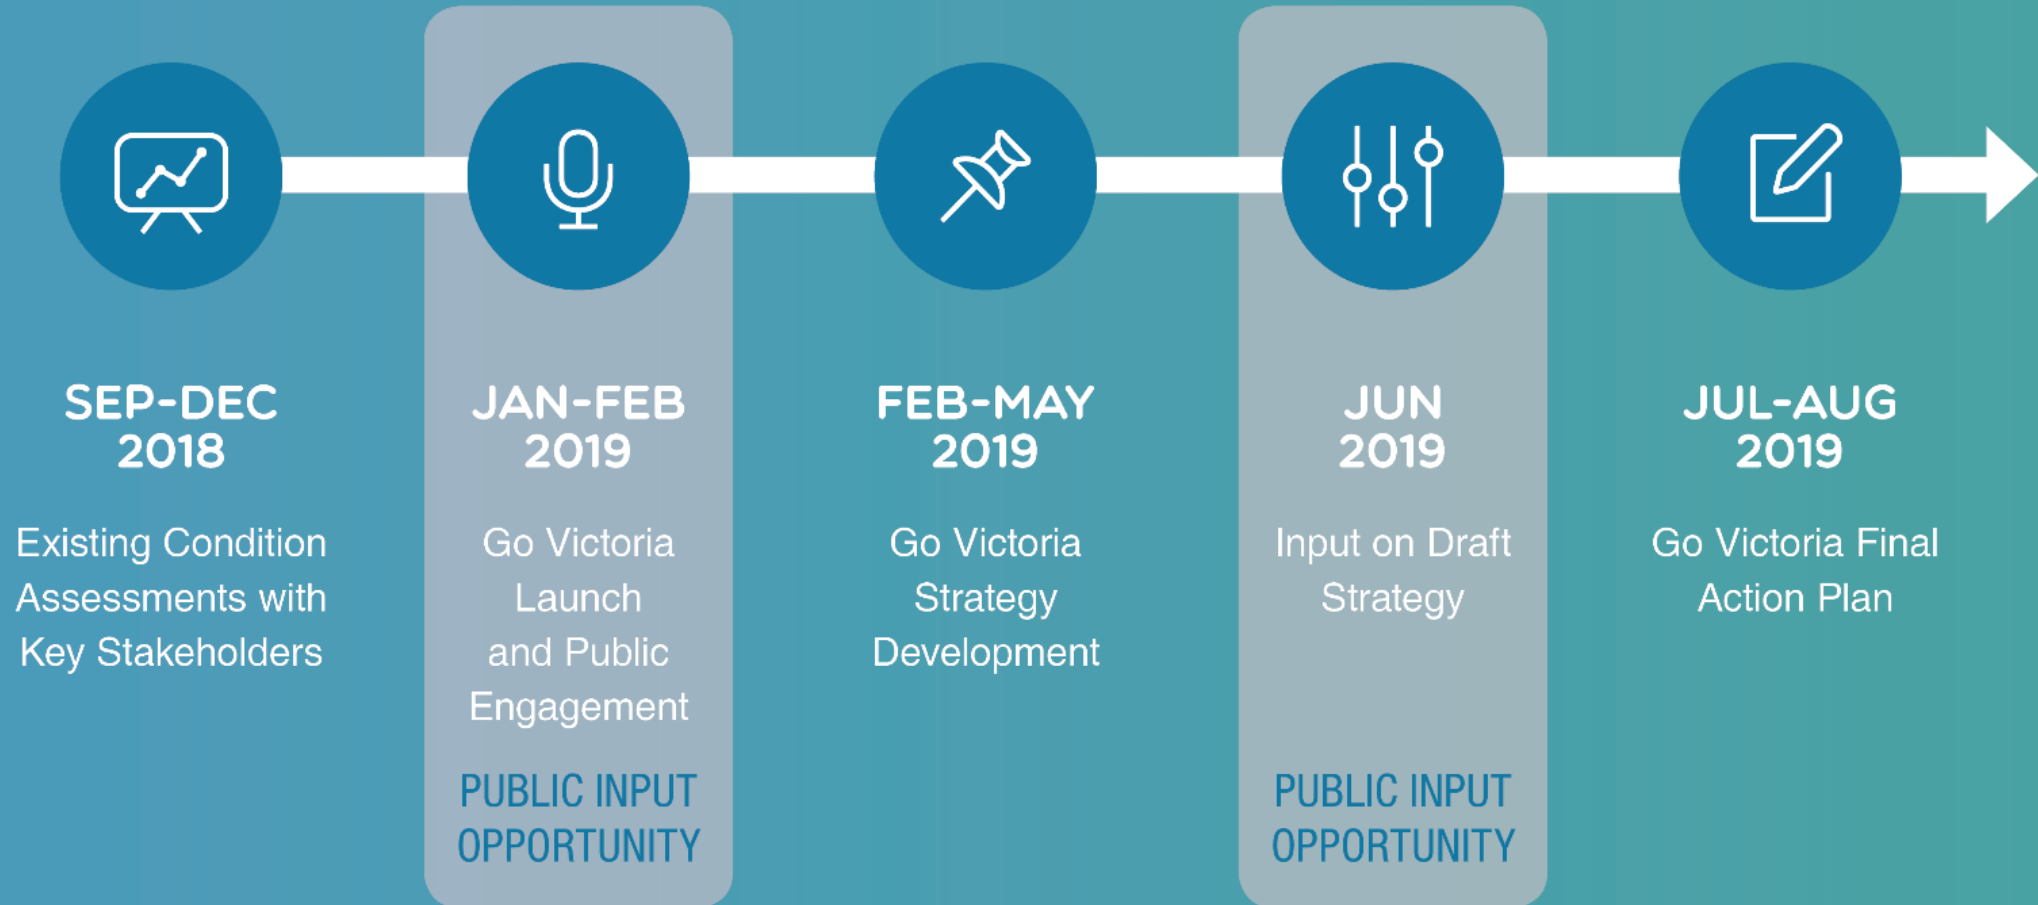 SEP-DEC
2018
Existing Condition
Assessments with
Key Stakeholders
JAN-FEB
2019
Go Victoria
Launch
and Public
Engagement
PUBLIC INPUT
OPPORTUNITY
FEB-MAY
2019
Go Victoria
Strategy
Development
JUN
2019
Input on Draft
Strategy
PUBLIC INPUT
OPPORTUNITY
JUL-AUG
2019
Go Victoria Final
Action Plan